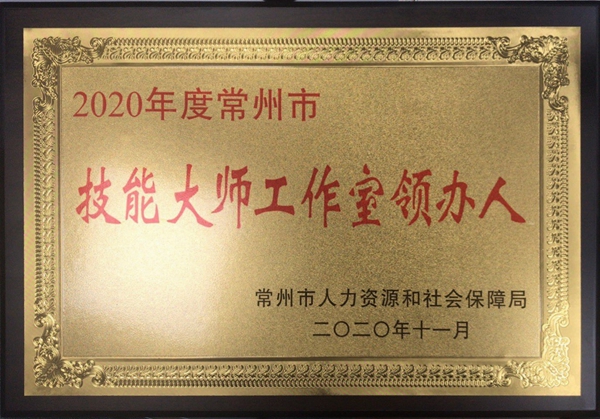 2020年度常州市
技能大师工作室领办人
常州市人力资源和社会保障局
二〇二〇年十一月